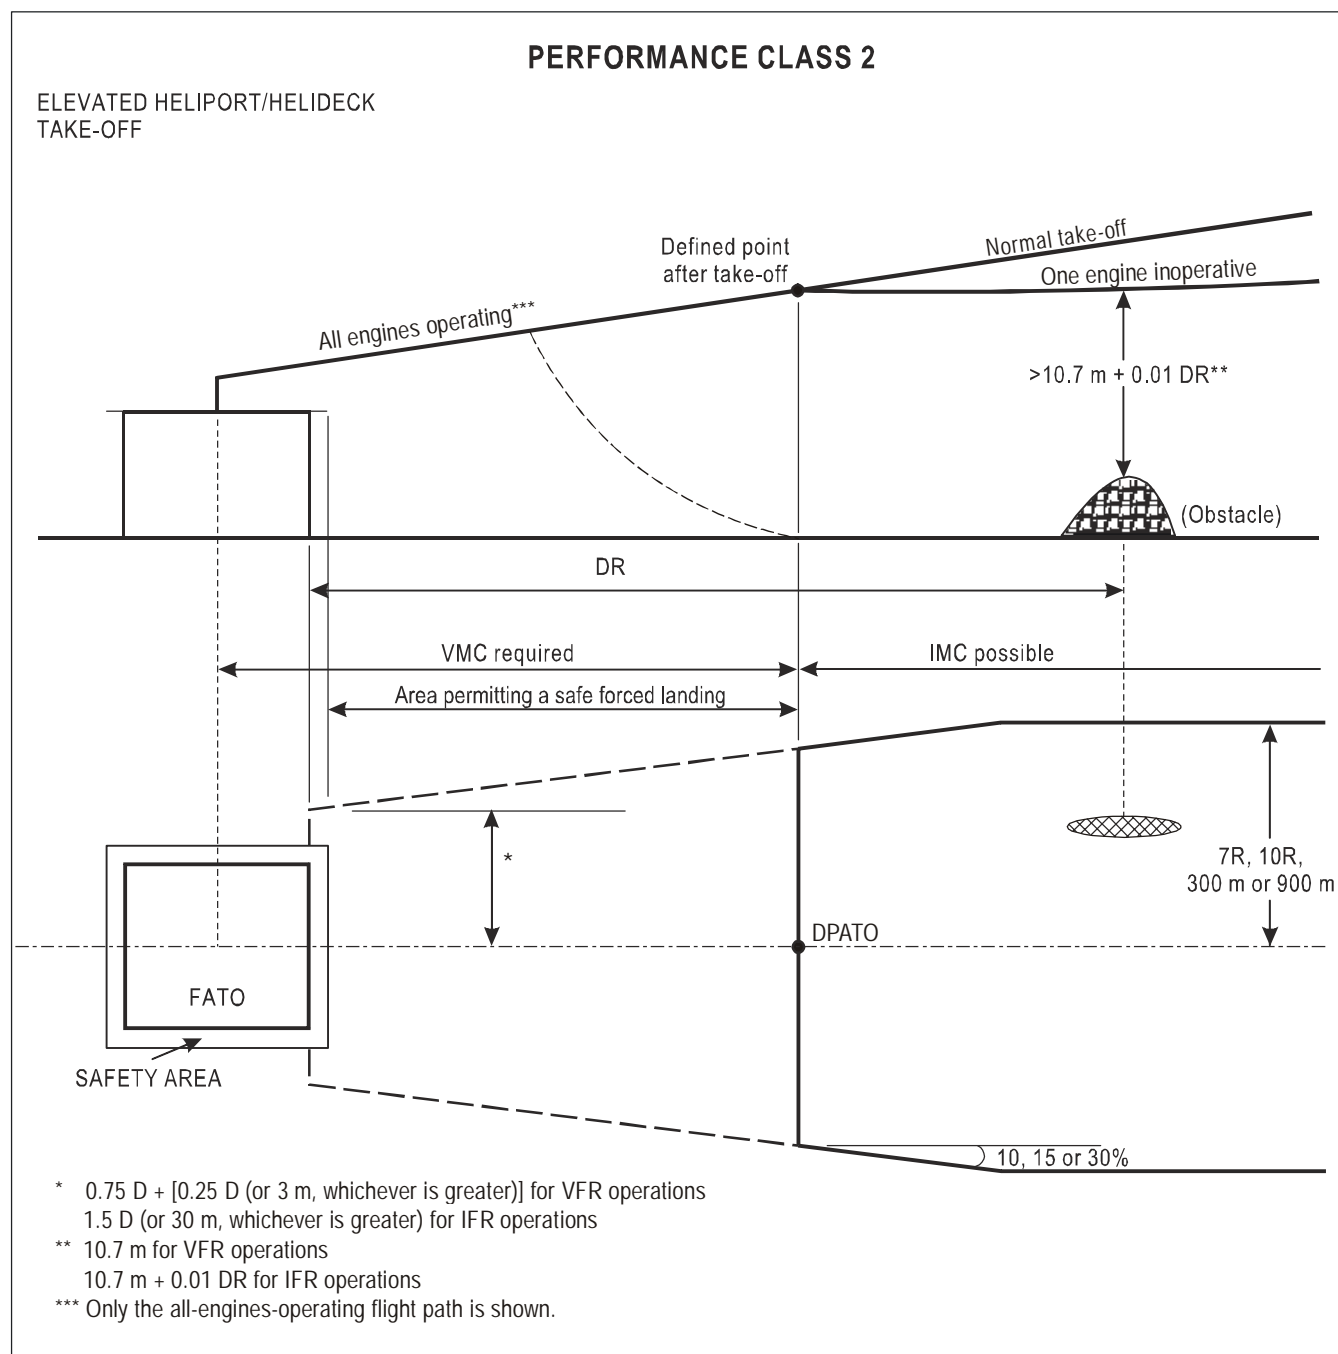 PERFORMANCE CLASS 2
ELEVATED HELIPORT/HELIDECK
TAKE-OFF
Defined point
after take-off
Normal take-off
One engine inoperative
All engines operating***
>10.7 m + 0.01 DR**
(Obstacle)
DR
VMC required
IMC possible
Area permitting a safe forced landing
*
7R, 10R,
300 m or 900 m
DPATO
FATO
SAFETY AREA
10, 15 or 30%
* 0.75 D + [0.25 D (or 3 m, whichever is greater)] for VFR operations
1.5 D (or 30 m, whichever is greater) for IFR operations
** 10.7 m for VFR operations
10.7 m + 0.01 DR for IFR operations
*** Only the all-engines-operating flight path is shown.